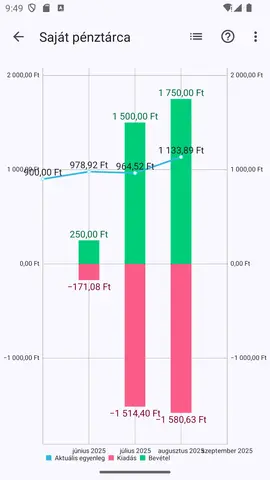 9:49
Saját pénztárca
2 000,00 Ft
2 000,00 Ft
1 750,00 Ft
1 500,00 Ft
1 133,89 Ft
900,00 Ft
978,92 Ft
964,52 Ft
1 000,00 Ft
1 000,00 Ft
250,00 Ft
0,00 Ft
0,00 Ft
−171,08 Ft
−1 000,00 Ft
−1 000,00 Ft
−1 514,40 Ft
−1 580,63 Ft
június 2025
július 2025
augusztus 2025
szeptember 2025
Aktuális egyenleg
Kiadás
Bevétel